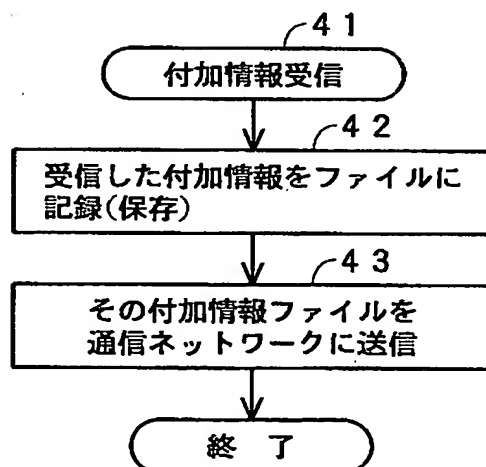 41
付加情報受信
42
受信した付加情報をファイルに
記録(保存)
43
その付加情報ファイルを
通信ネットワークに送信
終 了